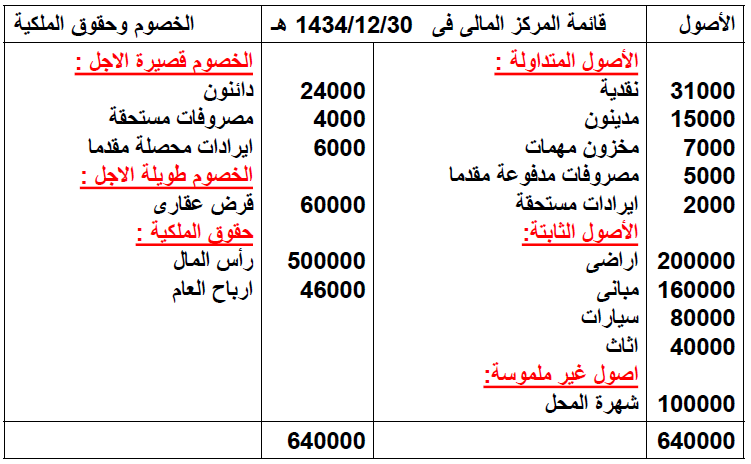 الأصول قائمة المركز المالى فى 1434/12/30 هـ الخصوم وحقوق الملكية
الأصول المتداولة : الخصوم قصيرة الاجل :
31000 نقدية 24000 دائنون
15000 مدينون 4000 مصروفات مستحقة
7000 مخزون مهمات 6000 ايرادات محصلة مقدما
5000 مصروفات مدفوعة مقدما الخصوم طويلة الاجل :
2000 ايرادات مستحقة 60000 قرض عقارى
الأصول الثابتة: حقوق الملكية :
200000 اراضى 500000 رأس المال
160000 مبانى 46000 ارباح العام
80000 سيارات
40000 اثاث
اصول غير ملموسة:
100000 شهرة المحل
640000 640000